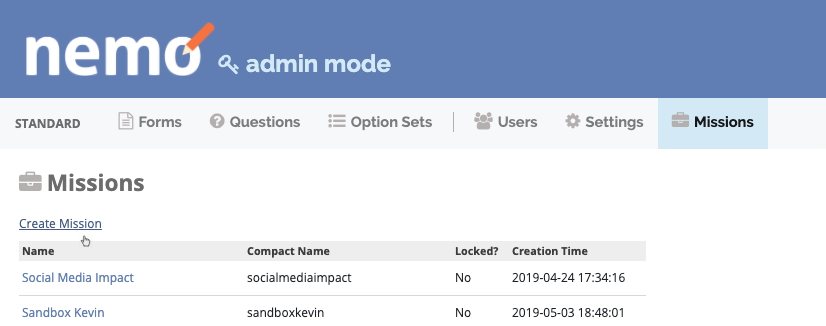 nemo admin mode
STANDARD Forms Questions Option Sets Users Settings Missions
Missions
Create Mission
Name Compact Name Locked? Creation Time
Social Media Impact socialmediaimpact No 2019-04-24 17:34:16
Sandbox Kevin sandboxkevin No 2019-05-03 18:48:01